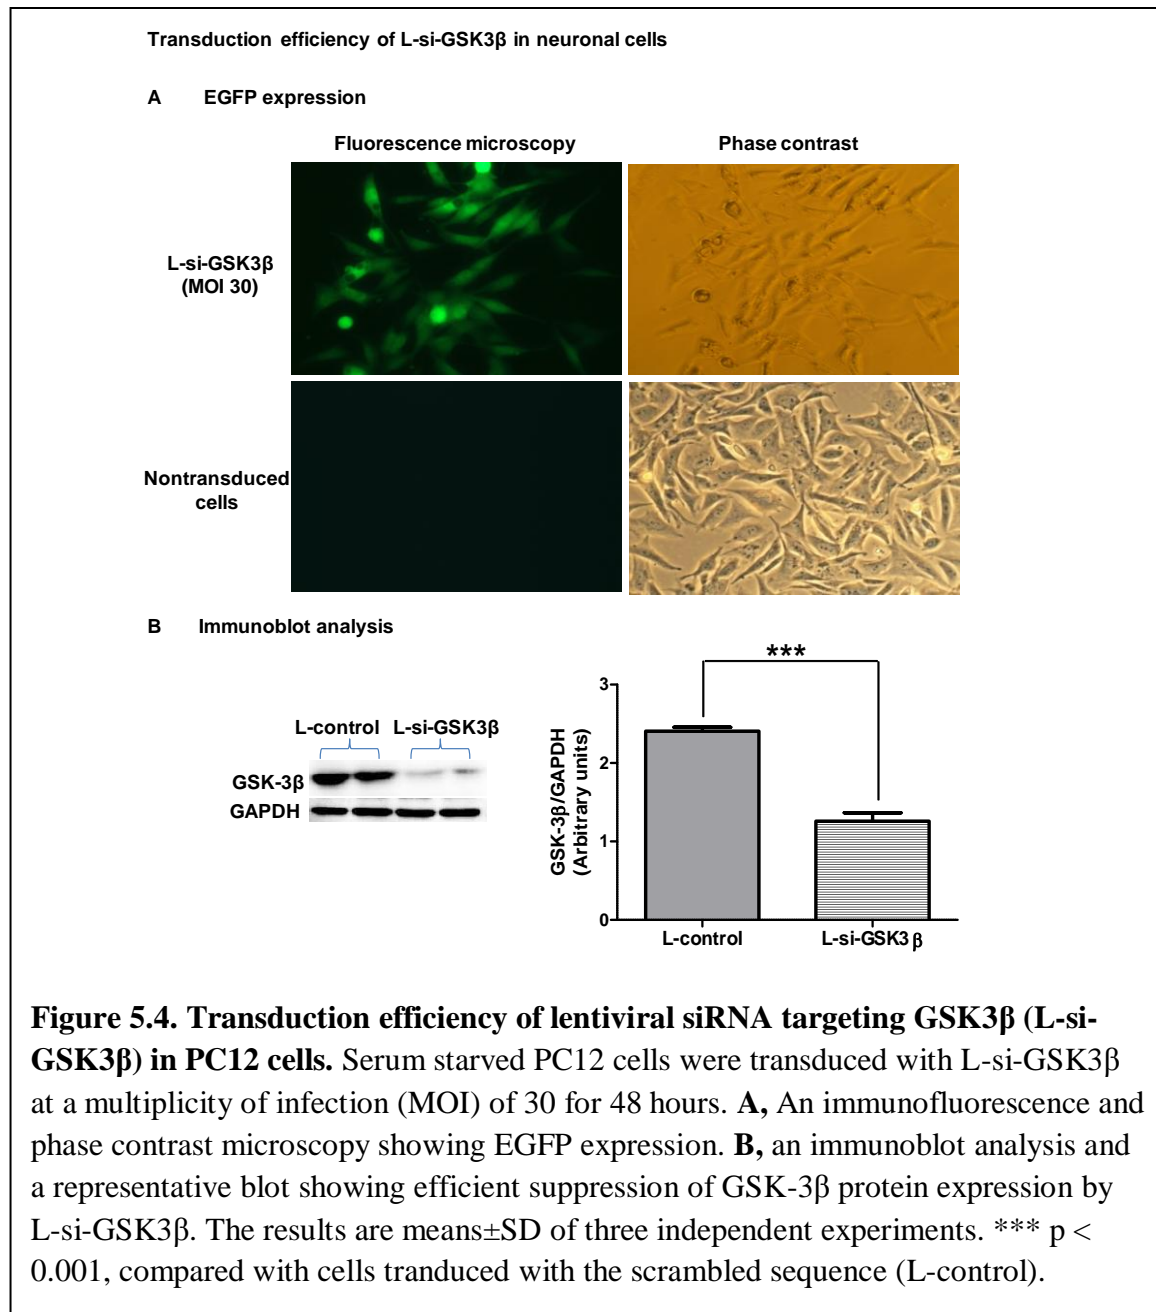 Transduction efficiency of L-si-GSK3β in neuronal cells
A EGFP expression
Fluorescence microscopy Phase contrast
L-si-GSK3β
(MOI 30)
Nontransduced
cells
B Immunoblot analysis
L-control L-si-GSK3β
GSK-3β
GAPDH
***
GSK-3β/GAPDH
(Arbitrary units)
3
2
1
0
L-control L-si-GSK3β
Figure 5.4. Transduction efficiency of lentiviral siRNA targeting GSK3β (L-si-
GSK3β) in PC12 cells. Serum starved PC12 cells were transduced with L-si-GSK3β
at a multiplicity of infection (MOI) of 30 for 48 hours. A, An immunofluorescence and
phase contrast microscopy showing EGFP expression. B, an immunoblot analysis and
a representative blot showing efficient suppression of GSK-3β protein expression by
L-si-GSK3β. The results are means±SD of three independent experiments. *** p <
0.001, compared with cells tranduced with the scrambled sequence (L-control).